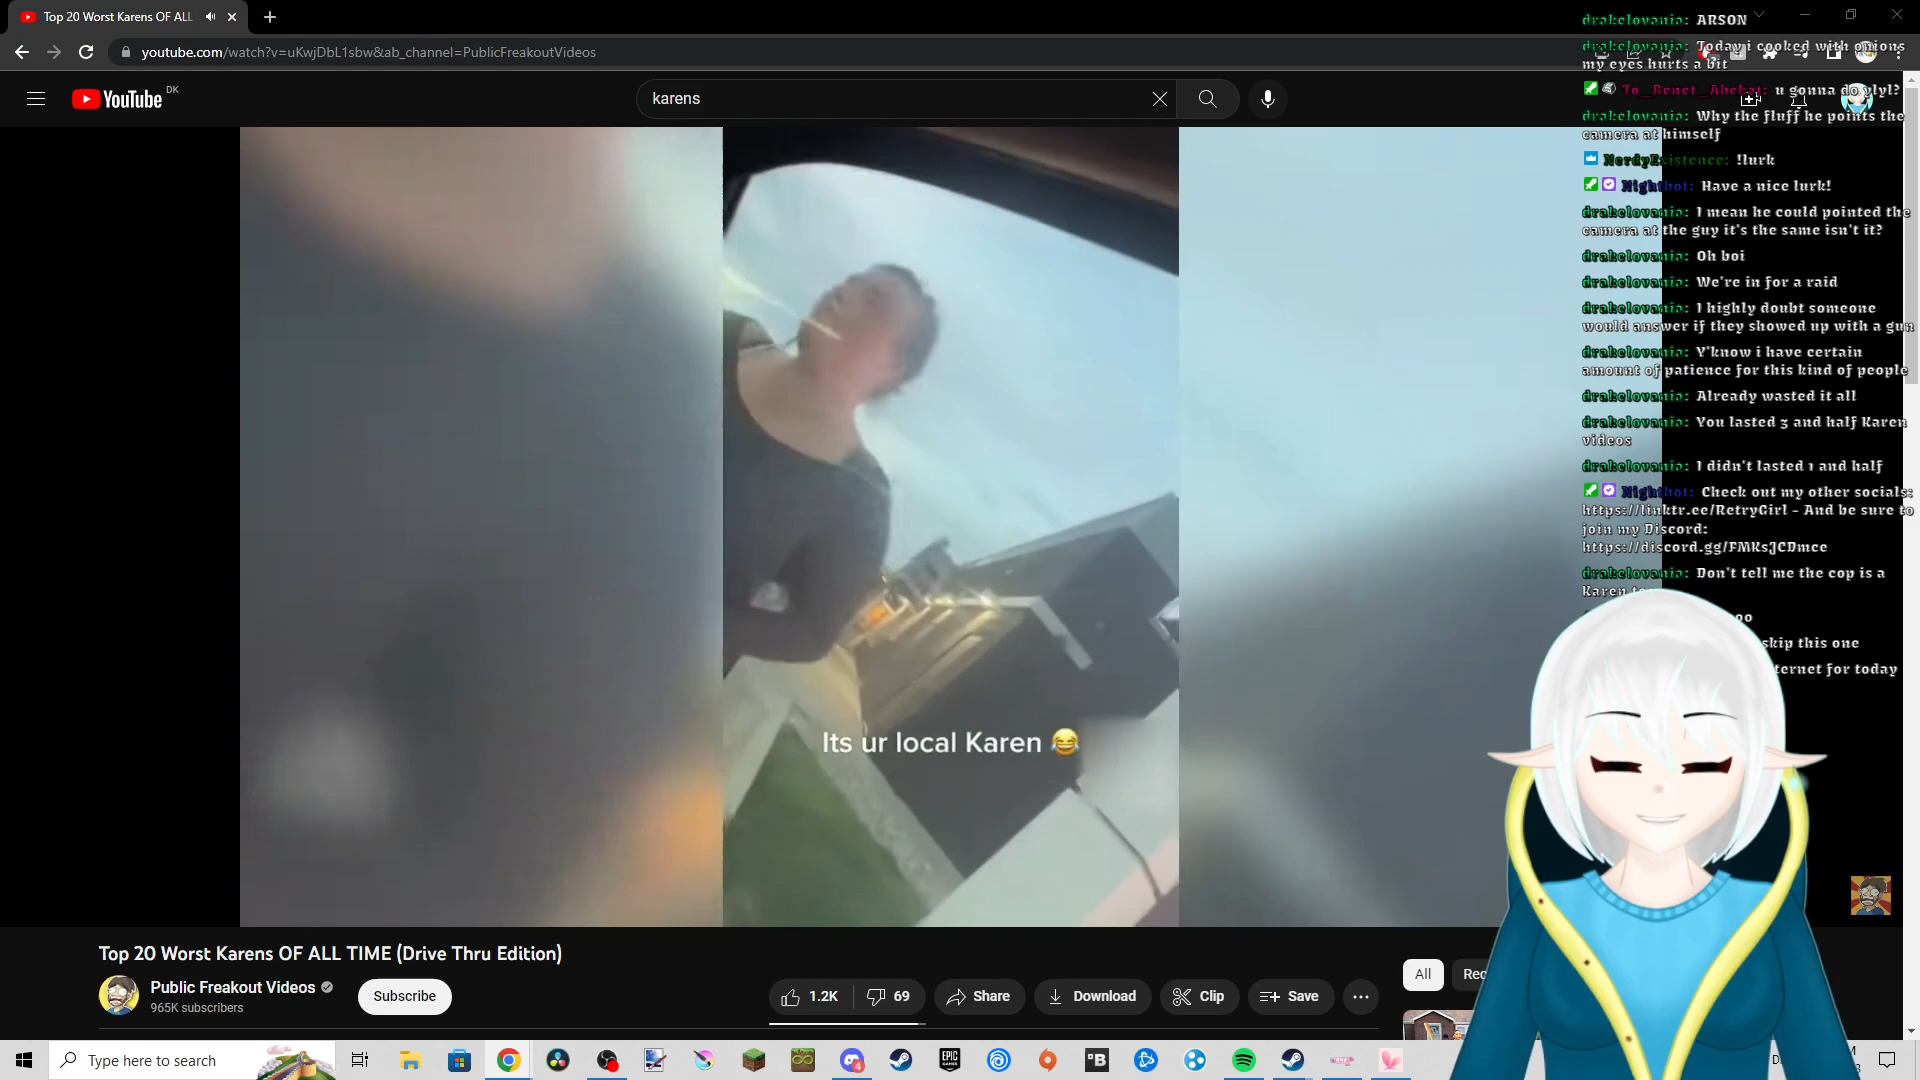 Top 20 Worst Karens OF ALL
youtube.com/watch?v=uKwjDbL1sbw&ab_channel=PublicFreakoutVideos
YouTube DK
karens
drakelovania: ARSON
drakelovania: Today i cooked with onions
my eyes hurts a bit
To_Beact_Ahekat: u gonna do ylyl?
drakelovania: Why the fluff he points the
camera at himself
NerdyExistence: !lurk
Nightbot: Have a nice lurk!
drakelovania: I mean he could pointed the
camera at the guy it's the same isn't it?
drakelovania: Oh boi
drakelovania: We're in for a raid
drakelovania: I highly doubt someone
would answer if they showed up with a gun
drakelovania: Y'know i have certain
amount of patience for this kind of people
drakelovania: Already wasted it all
drakelovania: You lasted 3 and half Karen
videos
drakelovania: I didn't lasted 1 and half
Nightbot: Check out my other socials:
https://linktr.ee/RetryGirl - And be sure to
join my Discord:
https://discord.gg/FMKsJCDmce
drakelovania: Don't tell me the cop is a
Karen
skip this one
for today
Its ur local Karen 😂
Top 20 Worst Karens OF ALL TIME (Drive Thru Edition)
Public Freakout Videos
965K subscribers
Subscribe
1.2K
69
Share
Download
Clip
Save
All
Type here to search
4